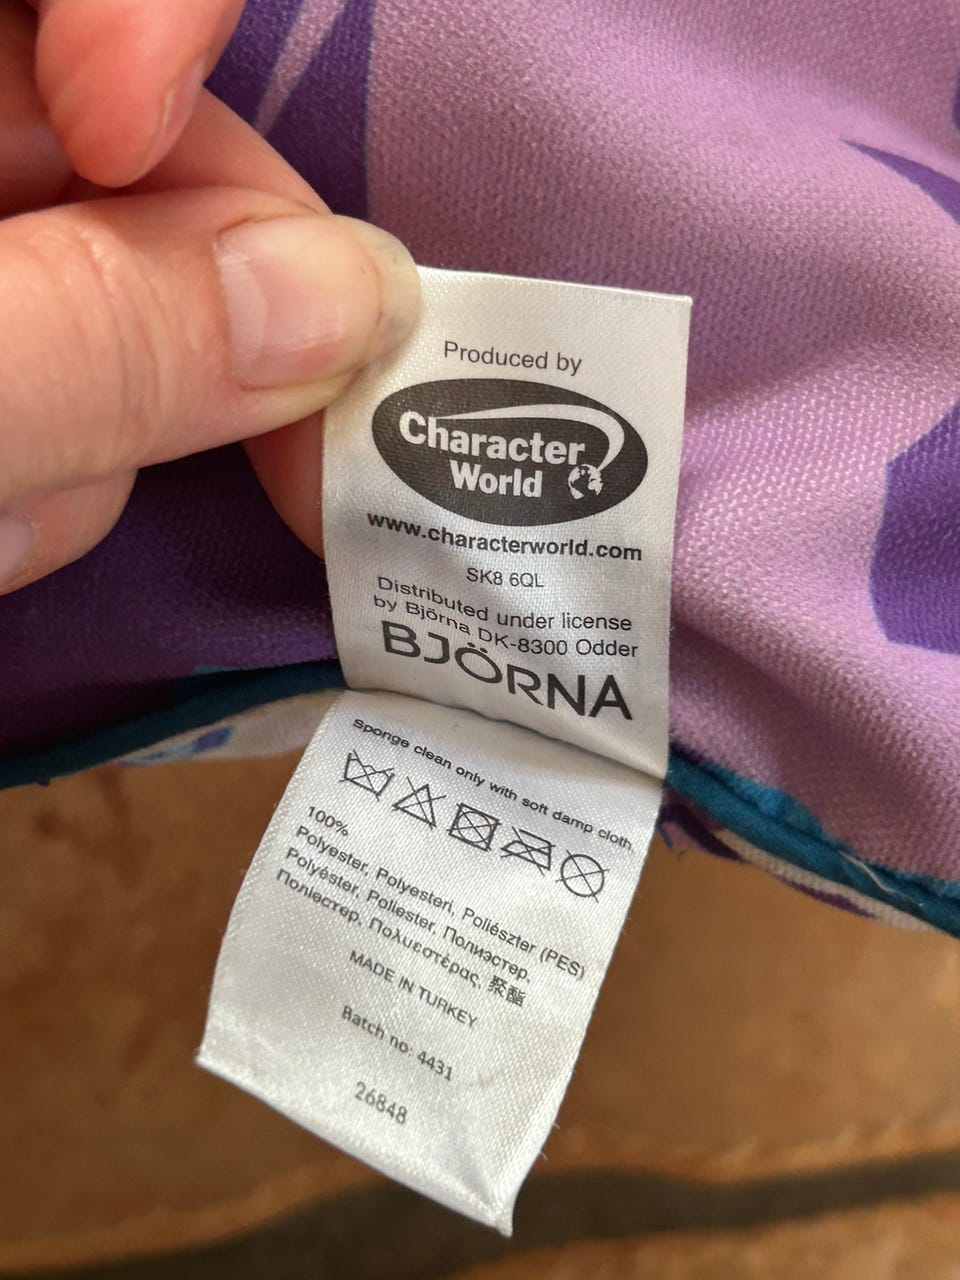 Produced by
Character
World
www.characterworld.com
SK8 6QL
Distributed under license
by Björna DK-8300 Odder
BJÖRNA
Sponge clean only with soft damp cloth.
100%
Polyester, Polyesteri, Poliészter (PES)
Polyéster, Poliester, Полиэстер,
Поліестер, Πολυεστέρας, 聚酯
MADE IN TURKEY
Batch no: 4431
26848